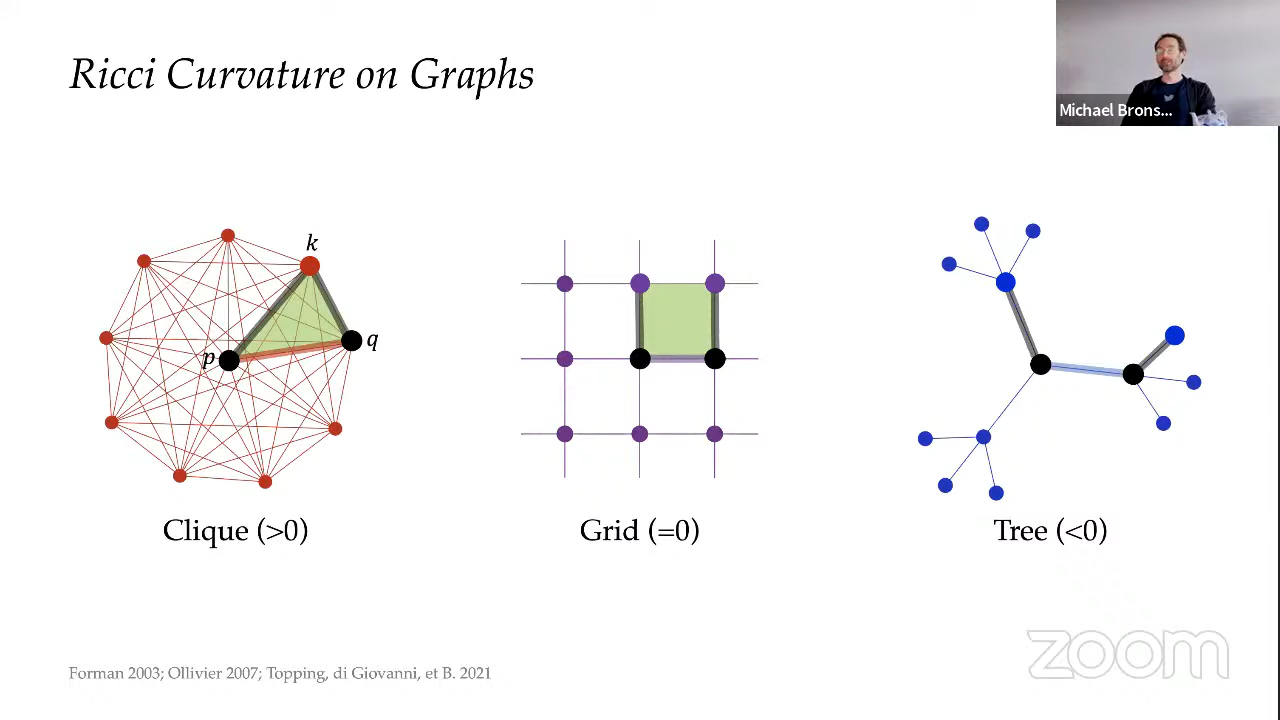 Ricci Curvature on Graphs
Michael Brons...
k
q
p
Clique (>0)
Grid (=0)
Tree (<0)
Forman 2003; Ollivier 2007; Topping, di Giovanni, et B. 2021
zoom